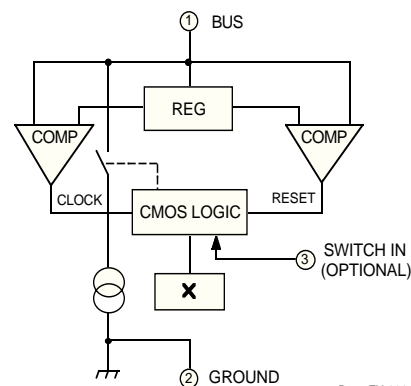 1 BUS
REG
COMP
COMP
CLOCK
RESET
CMOS LOGIC
3 SWITCH IN
(OPTIONAL)
X
2 GROUND